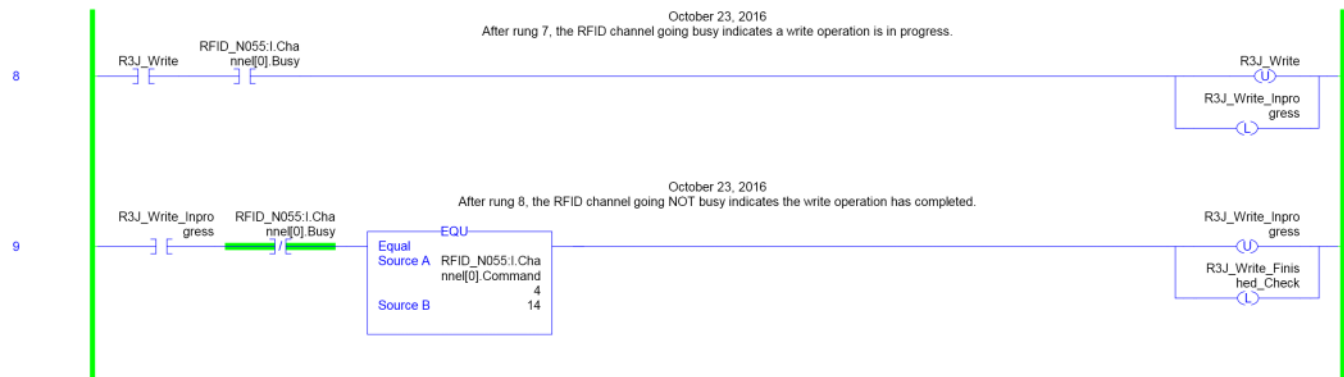 October 23, 2016
After rung 7, the RFID channel going busy indicates a write operation is in progress.
8
R3J_Write
RFID_N055:I.Cha
nnel[0].Busy
R3J_Write
U
R3J_Write_Inpro
gress
L
October 23, 2016
After rung 8, the RFID channel going NOT busy indicates the write operation has completed.
9
R3J_Write_Inpro
gress
RFID_N055:I.Cha
nnel[0].Busy
/
EQU
Equal
Source A RFID_N055:I.Cha
nnel[0].Command
4
Source B 14
R3J_Write_Inpro
gress
U
R3J_Write_Finis
hed_Check
L